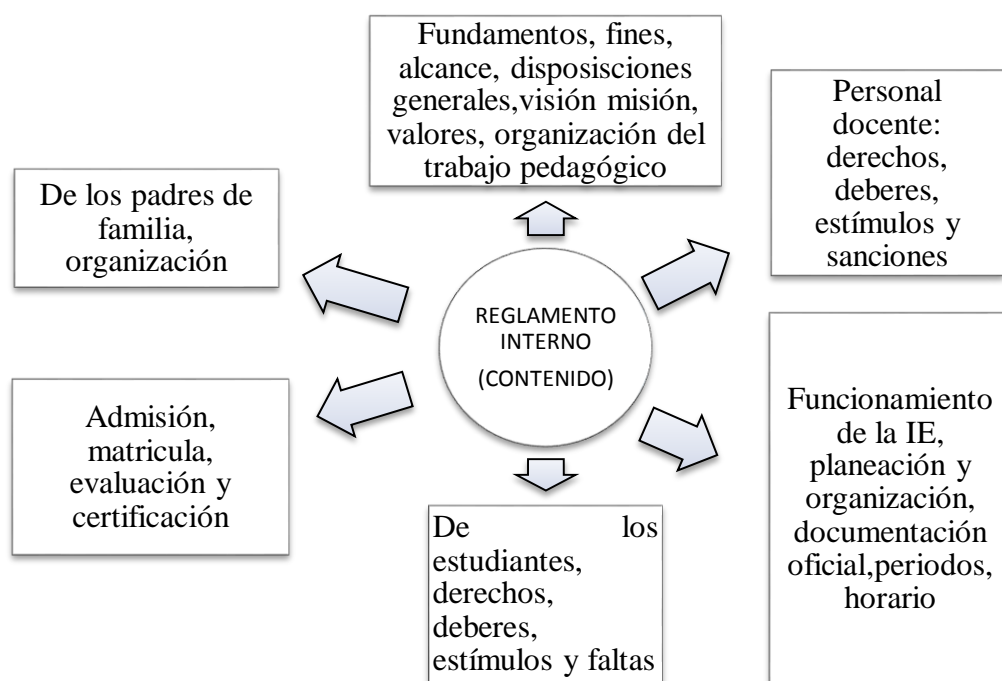 Fundamentos, fines,
alcance, disposisciones
generales,visión misión,
valores, organización del
trabajo pedagógico
Personal
docente:
derechos,
deberes,
estímulos y
sanciones
De los padres de
familia,
organización
REGLAMENTO
INTERNO
(CONTENIDO)
Admisión,
matricula,
evaluación y
certificación
Funcionamiento
de la IE,
planeación y
organización,
documentación
oficial,periodos,
horario
De los
estudiantes,
derechos,
deberes,
estímulos y faltas